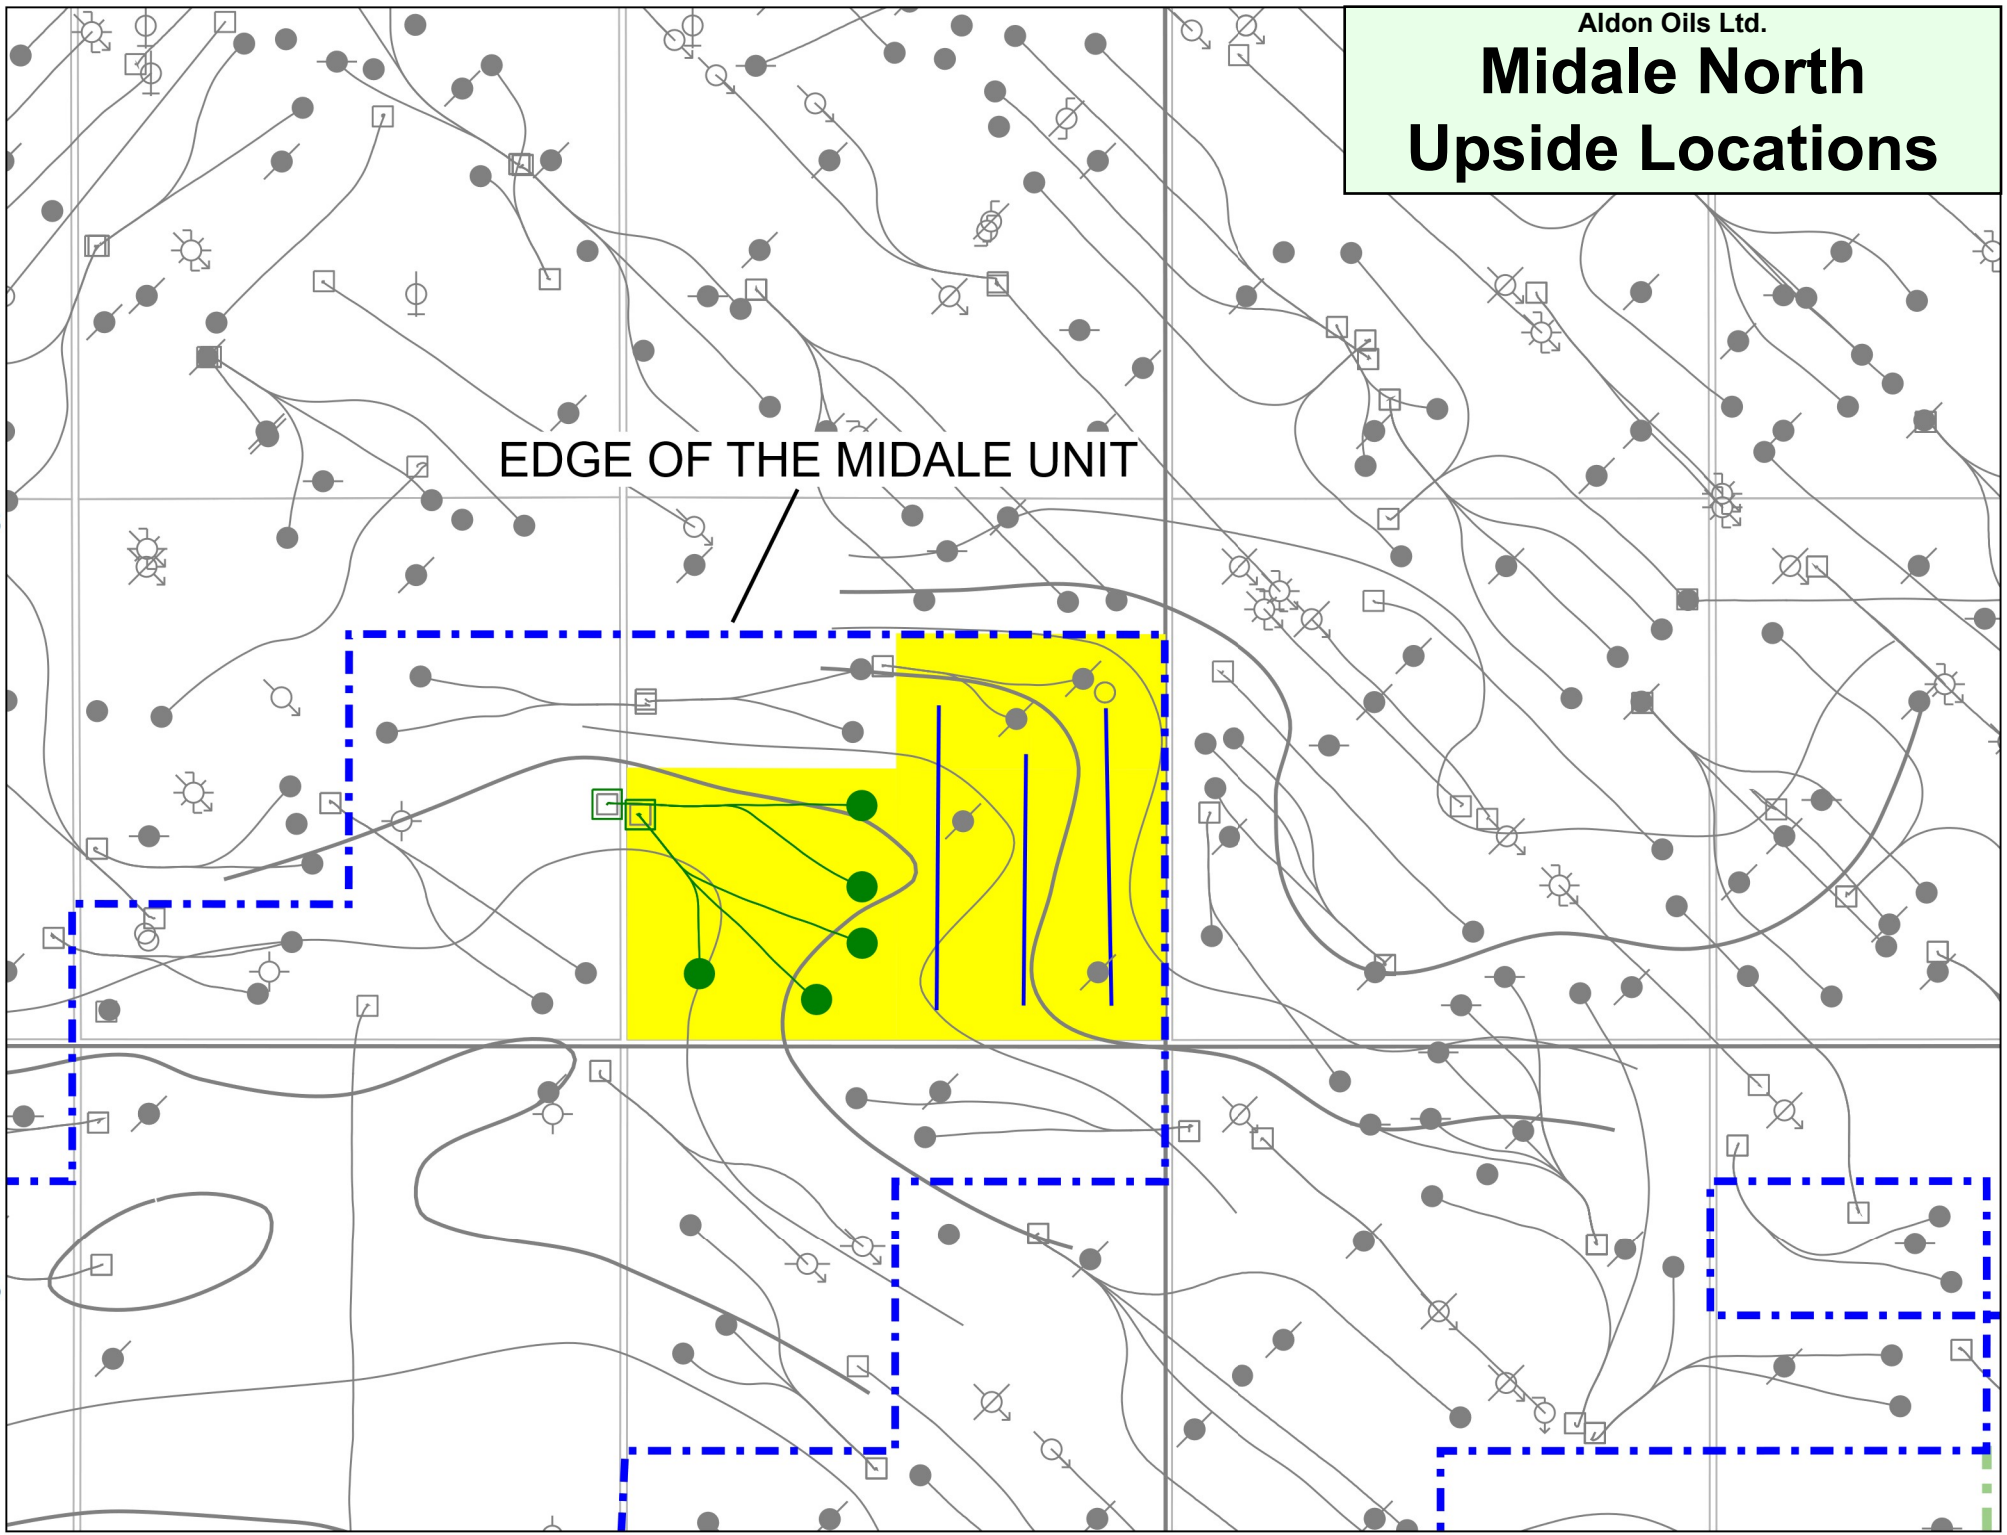 Aldon Oils Ltd.
Midale North
Upside Locations
EDGE OF THE MIDALE UNIT